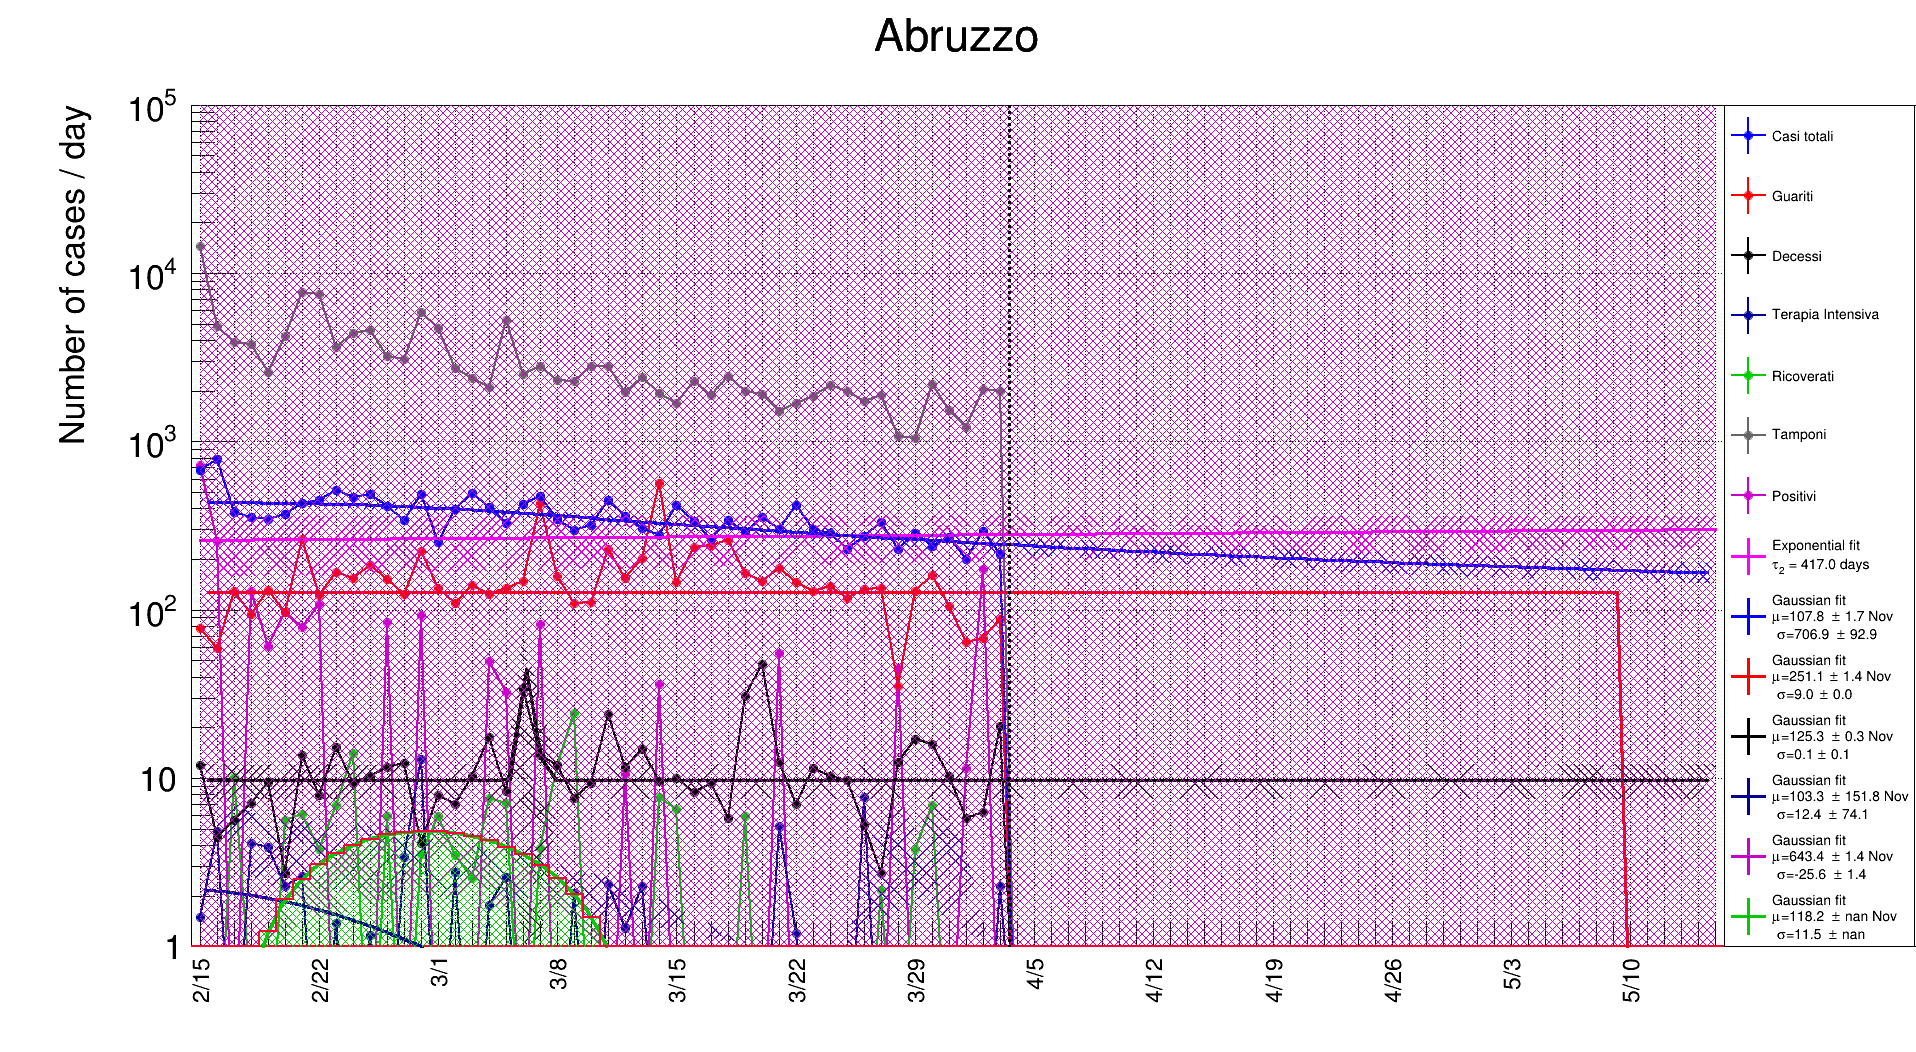 Abruzzo
Number of cases / day
10^5
10^4
10^3
10^2
10
1
2/15
2/22
3/1
3/8
3/15
3/22
3/29
4/5
4/12
4/19
4/26
5/3
5/10
Casi totali
Guariti
Decessi
Terapia Intensiva
Ricoverati
Tamponi
Positivi
Exponential fit
τ₂ = 417.0 days
Gaussian fit
μ=107.8 ± 1.7 Nov
σ=706.9 ± 92.9
Gaussian fit
μ=251.1 ± 1.4 Nov
σ=9.0 ± 0.0
Gaussian fit
μ=125.3 ± 0.3 Nov
σ=0.1 ± 0.1
Gaussian fit
μ=103.3 ± 151.8 Nov
σ=12.4 ± 74.1
Gaussian fit
μ=643.4 ± 1.4 Nov
σ=-25.6 ± 1.4
Gaussian fit
μ=118.2 ± nan Nov
σ=11.5 ± nan